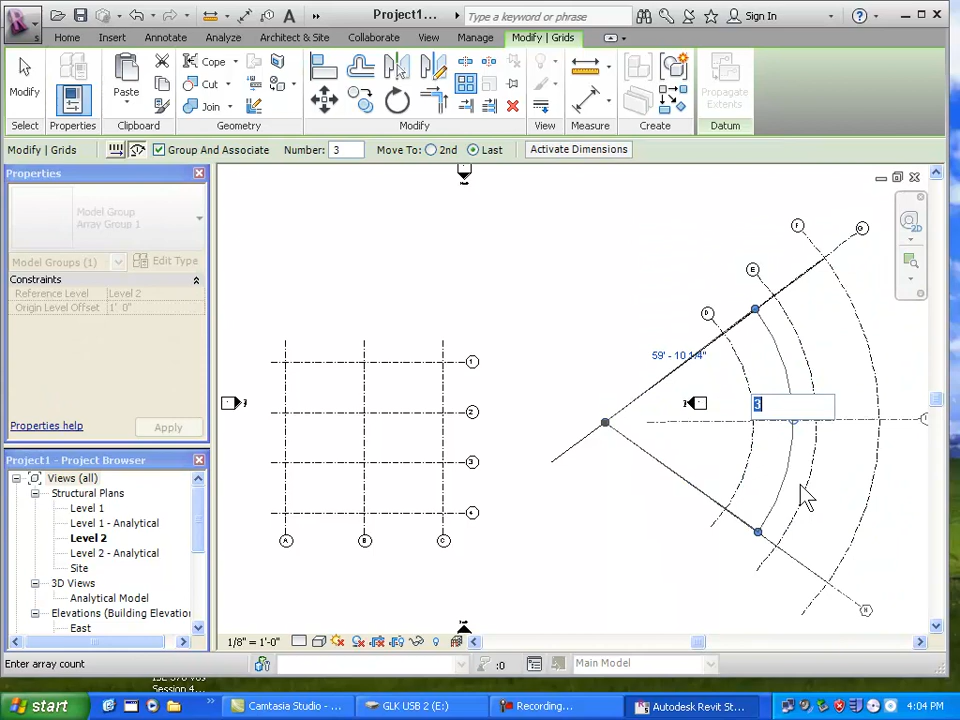 Project1...
Type a keyword or phrase
Sign In
Home Insert Annotate Analyze Architect & Site Collaborate View Manage Modify | Grids
Modify
Paste
Cope
Cut
Join
Propagate
Extents
Select Properties Clipboard Geometry Modify View Measure Create Datum
Modify | Grids Group And Associate Number: 3 Move To: 2nd Last Activate Dimensions
Properties
Model Group
Array Group 1
Model Groups (1) Edit Type
Constraints
Reference Level Level 2
Origin Level Offset 1' 0"
Properties help Apply
Project1 - Project Browser
Views (all)
Structural Plans
Level 1
Level 1 - Analytical
Level 2
Level 2 - Analytical
Site
3D Views
Analytical Model
Elevations (Building Elevation
East
F
G
E
D
59' - 10 1/4"
3
1
2
3
4
A B C
H
2D
1/8" = 1'-0"
Enter array count
:0
Main Model
Session 4...
start
Camtasia Studio - ...
GLK USB 2 (E:)
Recording...
Autodesk Revit St...
4:04 PM